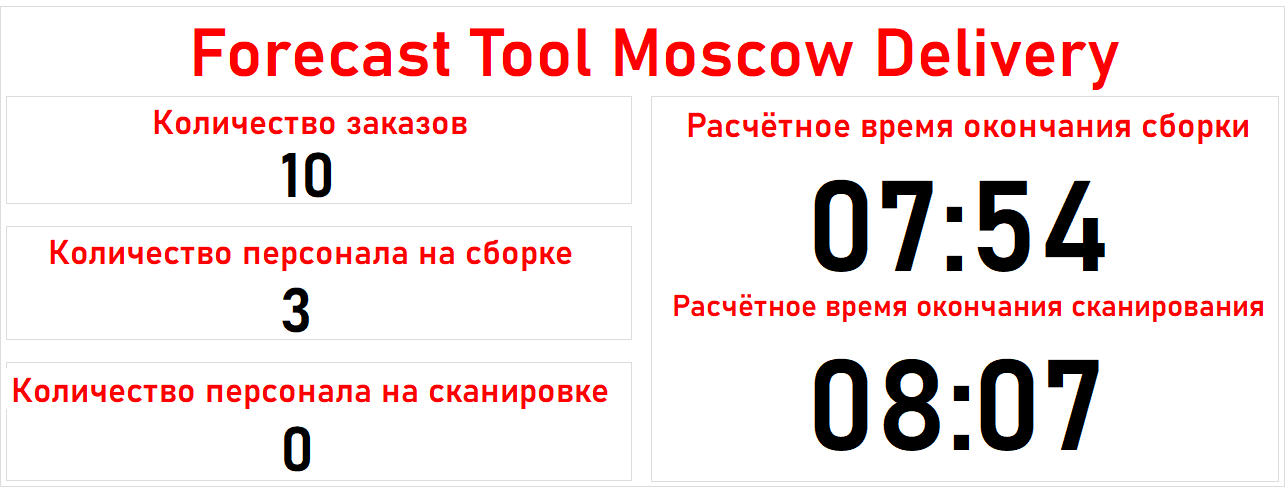 Forecast Tool Moscow Delivery
Количество заказов
10
Количество персонала на сборке
3
Количество персонала на сканировке
0
Расчётное время окончания сборки
07:54
Расчётное время окончания сканирования
08:07